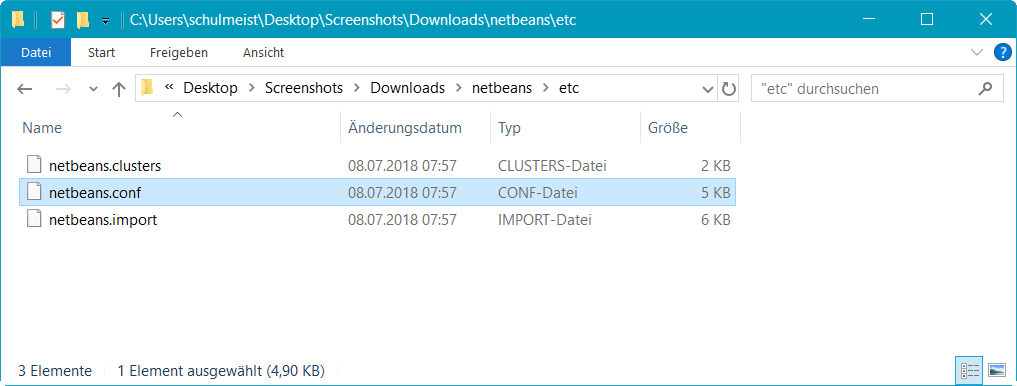 C:\Users\schulmeist\Desktop\Screenshots\Downloads\netbeans\etc
Datei Start Freigeben Ansicht
« Desktop > Screenshots > Downloads > netbeans > etc "etc" durchsuchen
Name Änderungsdatum Typ Größe
netbeans.clusters 08.07.2018 07:57 CLUSTERS-Datei 2 KB
netbeans.conf 08.07.2018 07:57 CONF-Datei 5 KB
netbeans.import 08.07.2018 07:57 IMPORT-Datei 6 KB
3 Elemente 1 Element ausgewählt (4,90 KB)